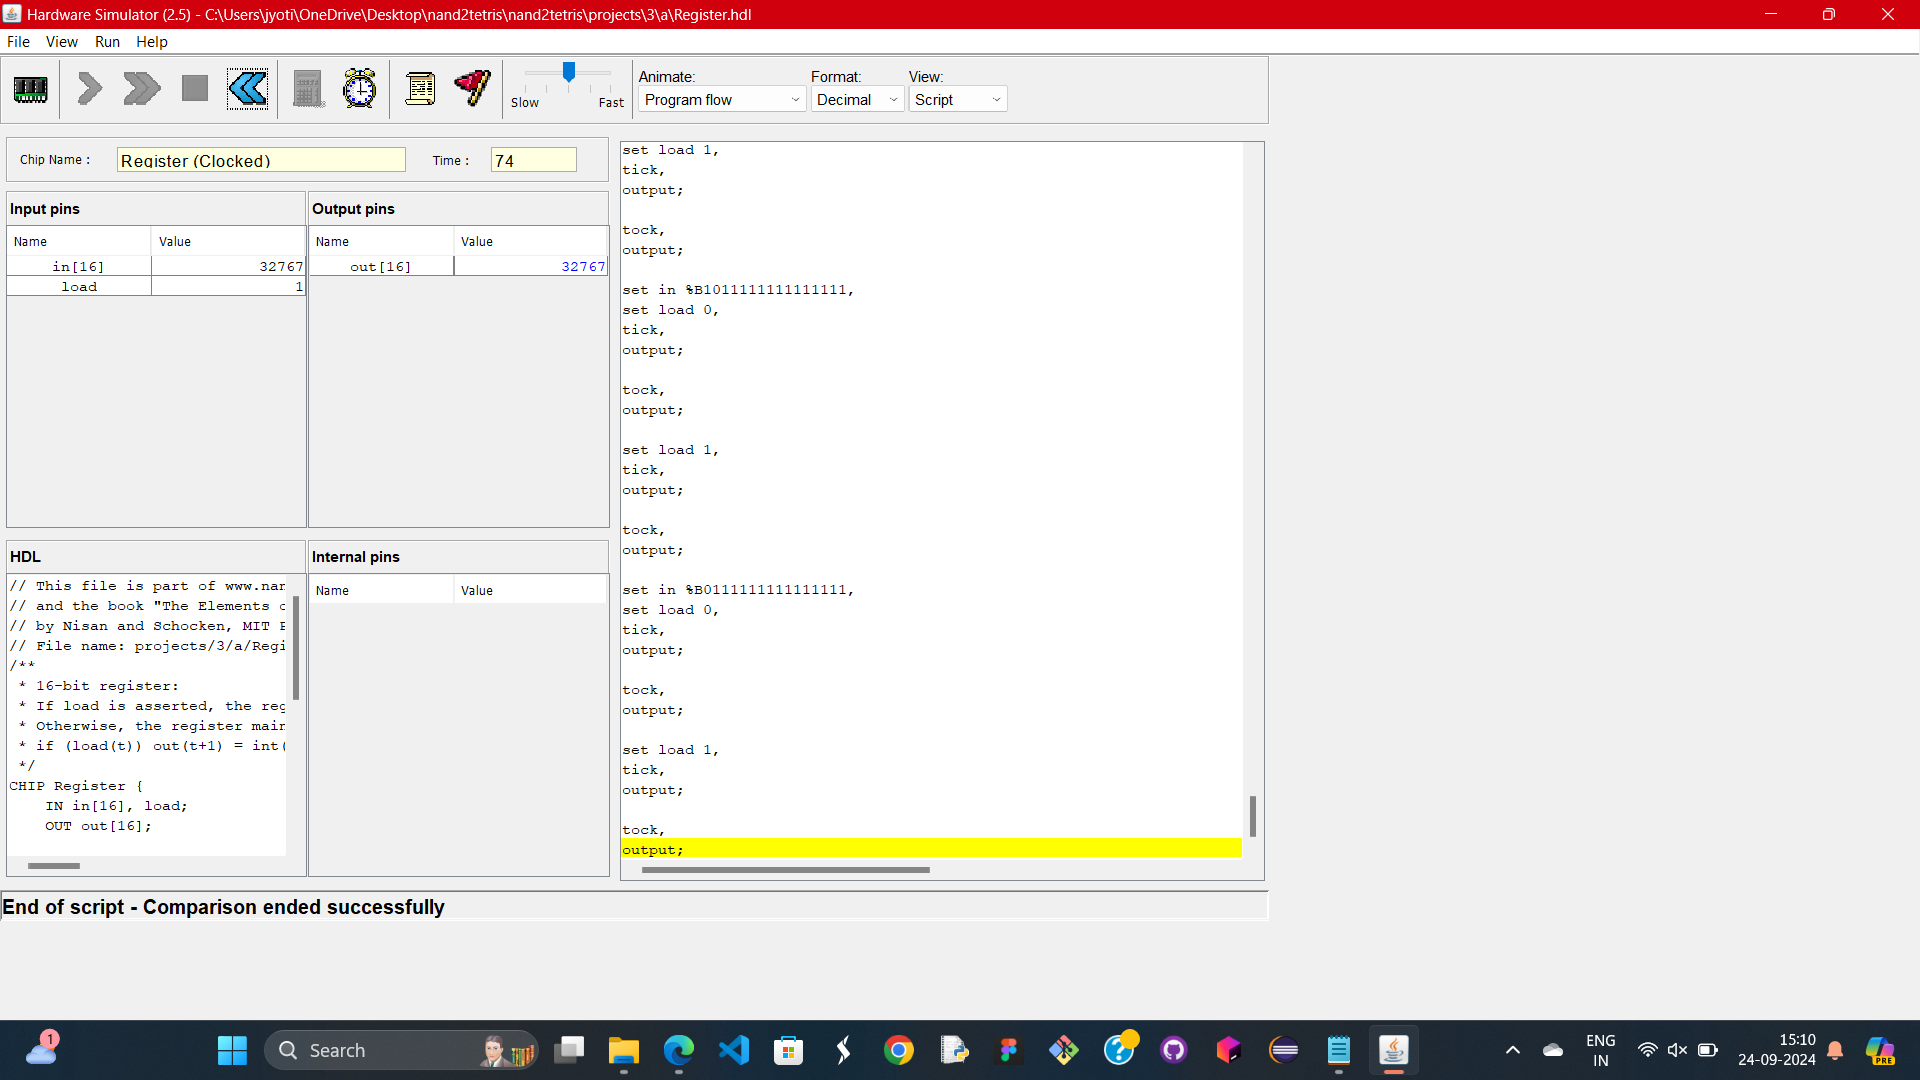 Hardware Simulator (2.5) - C:\Users\jyoti\OneDrive\Desktop\nand2tetris\nand2tetris\projects\3\a\Register.hdl
File View Run Help
Slow Fast
Animate: Format: View:
Program flow Decimal Script
Chip Name : Register (Clocked) Time : 74
Input pins
Name Value
in[16] 32767
load 1
Output pins
Name Value
out[16] 32767
HDL
// This file is part of www.nan
// and the book "The Elements o
// by Nisan and Schocken, MIT P
// File name: projects/3/a/Regi
/**
* 16-bit register:
* If load is asserted, the reg
* Otherwise, the register main
* if (load(t)) out(t+1) = int(
*/
CHIP Register {
IN in[16], load;
OUT out[16];
Internal pins
Name Value
set load 1,
tick,
output;
tock,
output;
set in %B1011111111111111,
set load 0,
tick,
output;
tock,
output;
set load 1,
tick,
output;
tock,
output;
set in %B0111111111111111,
set load 0,
tick,
output;
tock,
output;
set load 1,
tick,
output;
tock,
output;
End of script - Comparison ended successfully
1
Search
ENG
IN
15:10
24-09-2024
PRE